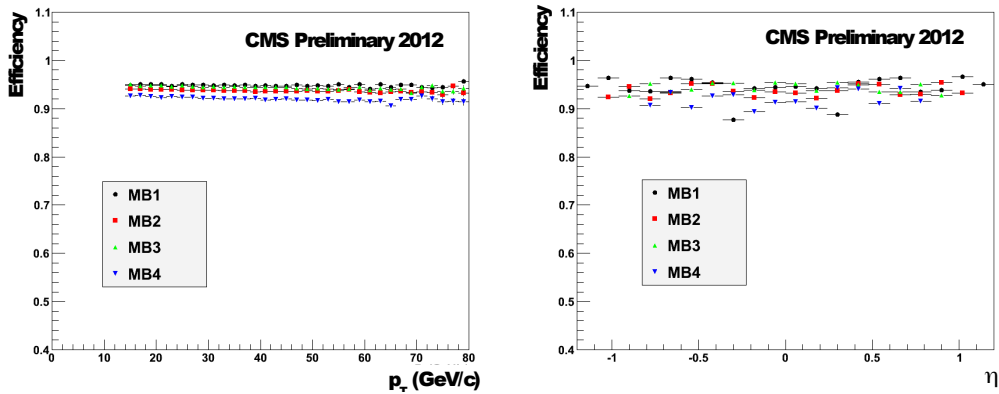 Efficiency
1.1
1
0.9
0.8
0.7
0.6
0.5
0.4
CMS Preliminary 2012
MB1
MB2
MB3
MB4
0 10 20 30 40 50 60 70 80
p_T (GeV/c)
Efficiency
1.1
1
0.9
0.8
0.7
0.6
0.5
0.4
CMS Preliminary 2012
MB1
MB2
MB3
MB4
-1 -0.5 0 0.5 1
η